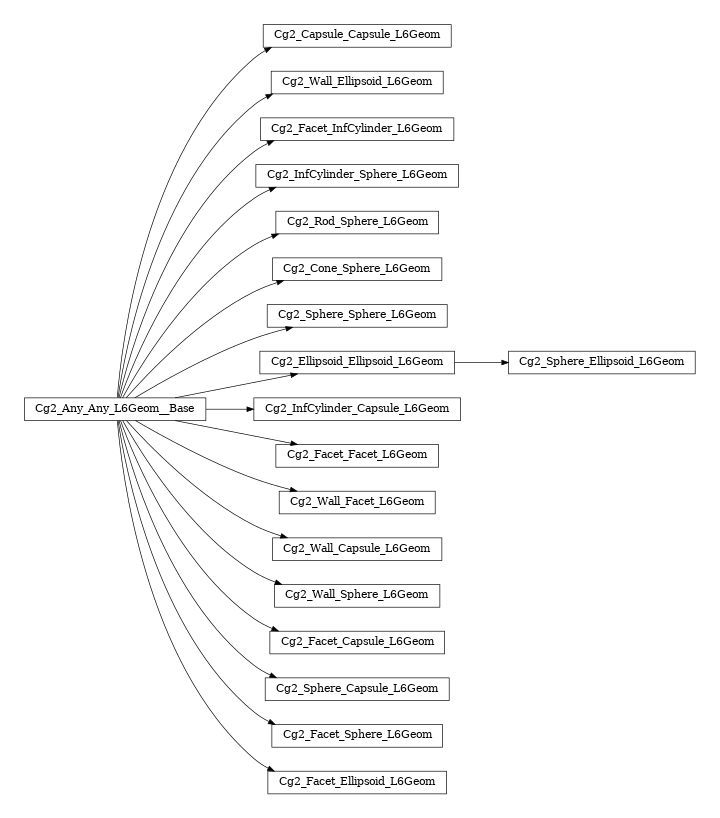 Cg2_Capsule_Capsule_L6Geom
Cg2_Wall_Ellipsoid_L6Geom
Cg2_Facet_InfCylinder_L6Geom
Cg2_InfCylinder_Sphere_L6Geom
Cg2_Rod_Sphere_L6Geom
Cg2_Cone_Sphere_L6Geom
Cg2_Sphere_Sphere_L6Geom
Cg2_Ellipsoid_Ellipsoid_L6Geom
Cg2_Sphere_Ellipsoid_L6Geom
Cg2_Any_Any_L6Geom__Base
Cg2_InfCylinder_Capsule_L6Geom
Cg2_Facet_Facet_L6Geom
Cg2_Wall_Facet_L6Geom
Cg2_Wall_Capsule_L6Geom
Cg2_Wall_Sphere_L6Geom
Cg2_Facet_Capsule_L6Geom
Cg2_Sphere_Capsule_L6Geom
Cg2_Facet_Sphere_L6Geom
Cg2_Facet_Ellipsoid_L6Geom